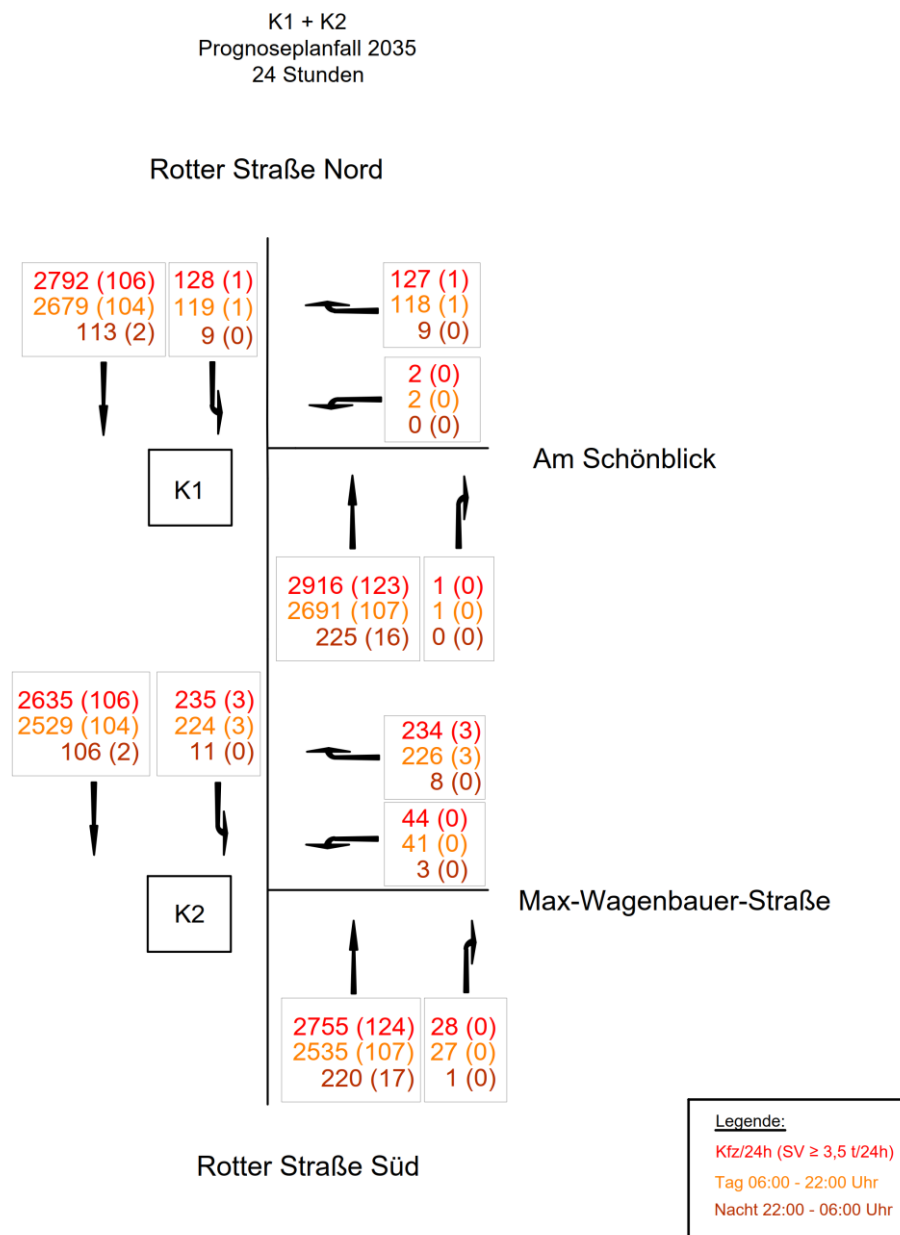 K1 + K2
Prognoseplanfall 2035
24 Stunden
Rotter Straße Nord
2792 (106)
2679 (104)
113 (2)
128 (1)
119 (1)
9 (0)
127 (1)
118 (1)
9 (0)
2 (0)
2 (0)
0 (0)
Am Schönblick
K1
2916 (123)
2691 (107)
225 (16)
1 (0)
1 (0)
0 (0)
2635 (106)
2529 (104)
106 (2)
235 (3)
224 (3)
11 (0)
234 (3)
226 (3)
8 (0)
44 (0)
41 (0)
3 (0)
Max-Wagenbauer-Straße
K2
2755 (124)
2535 (107)
220 (17)
28 (0)
27 (0)
1 (0)
Rotter Straße Süd
Legende:
Kfz/24h (SV ≥ 3,5 t/24h)
Tag 06:00 - 22:00 Uhr
Nacht 22:00 - 06:00 Uhr